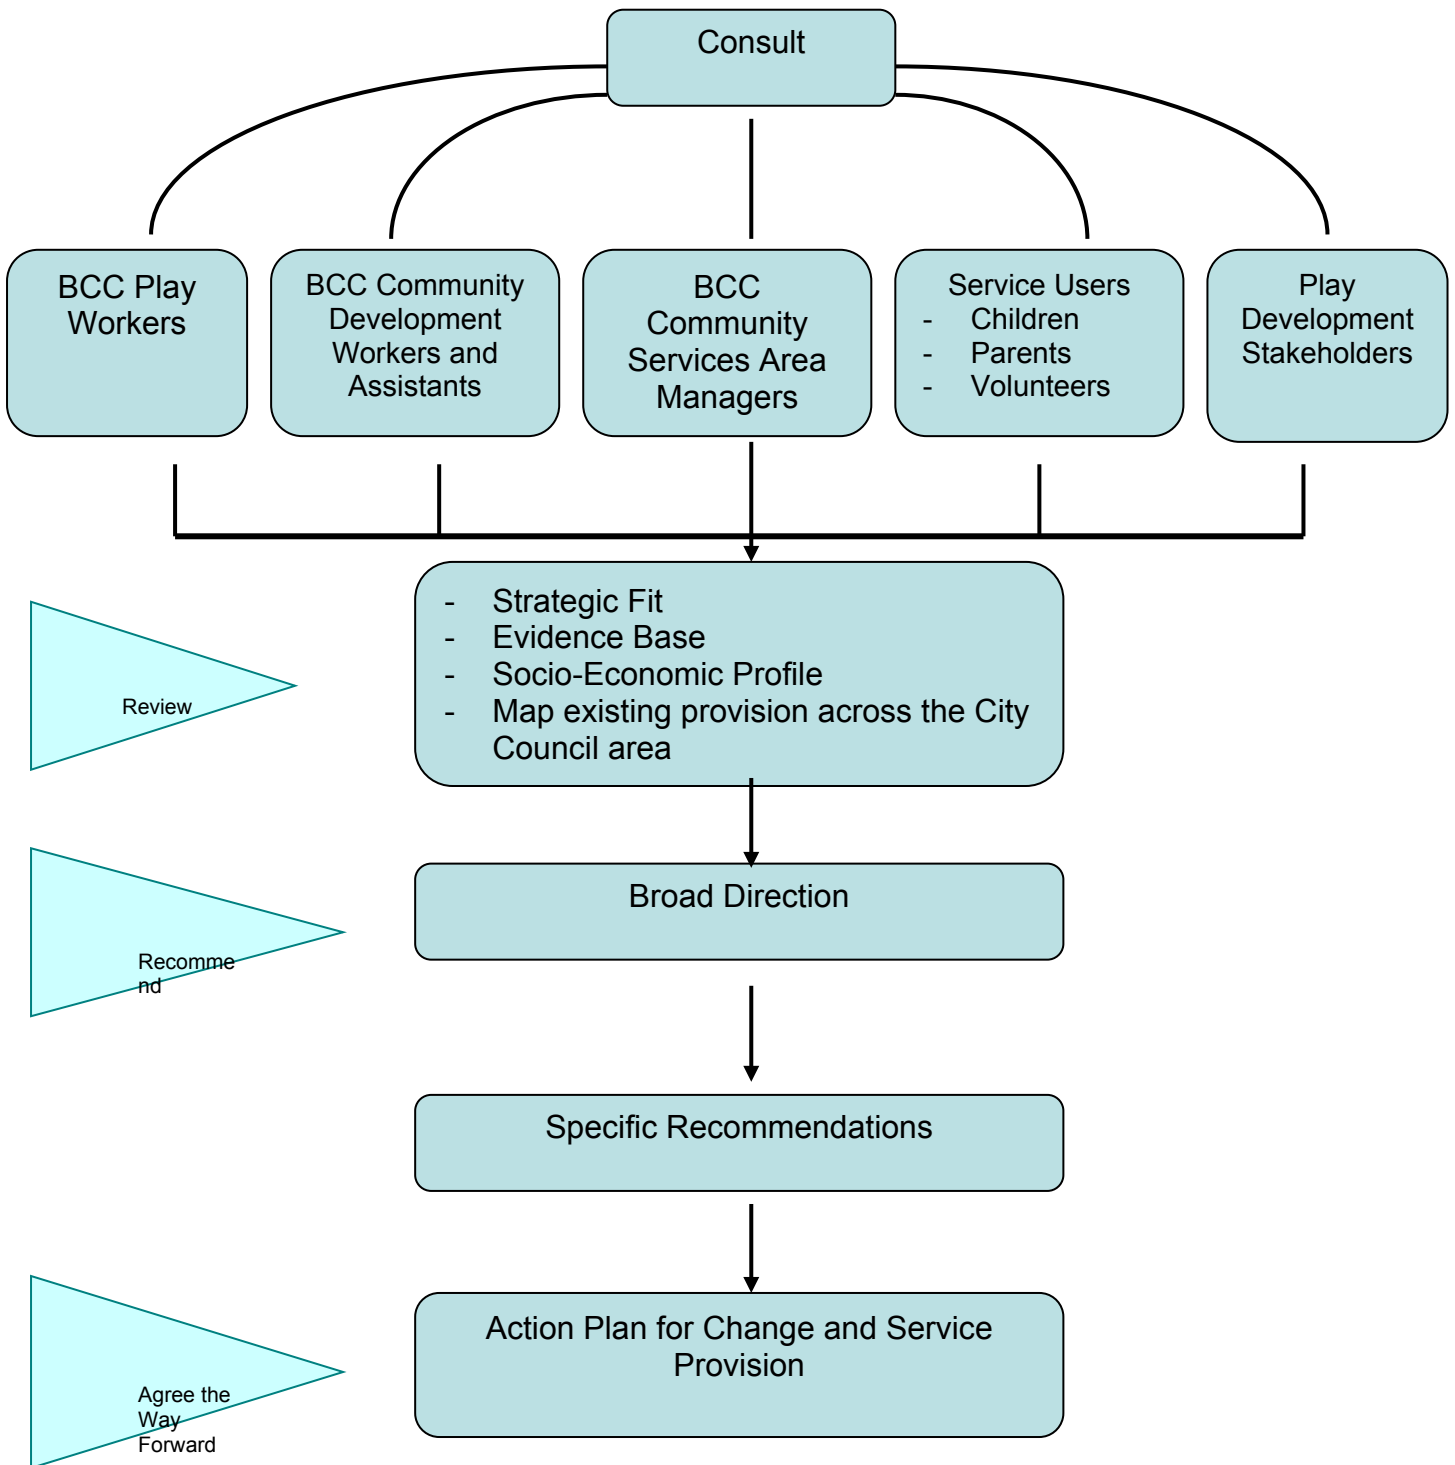 Consult
BCC Play
Workers
BCC Community
Development
Workers and
Assistants
BCC
Community
Services Area
Managers
Service Users
- Children
- Parents
- Volunteers
Play
Development
Stakeholders
Review
- Strategic Fit
- Evidence Base
- Socio-Economic Profile
- Map existing provision across the City
Council area
Recomme
nd
Broad Direction
Specific Recommendations
Agree the
Way
Forward
Action Plan for Change and Service
Provision